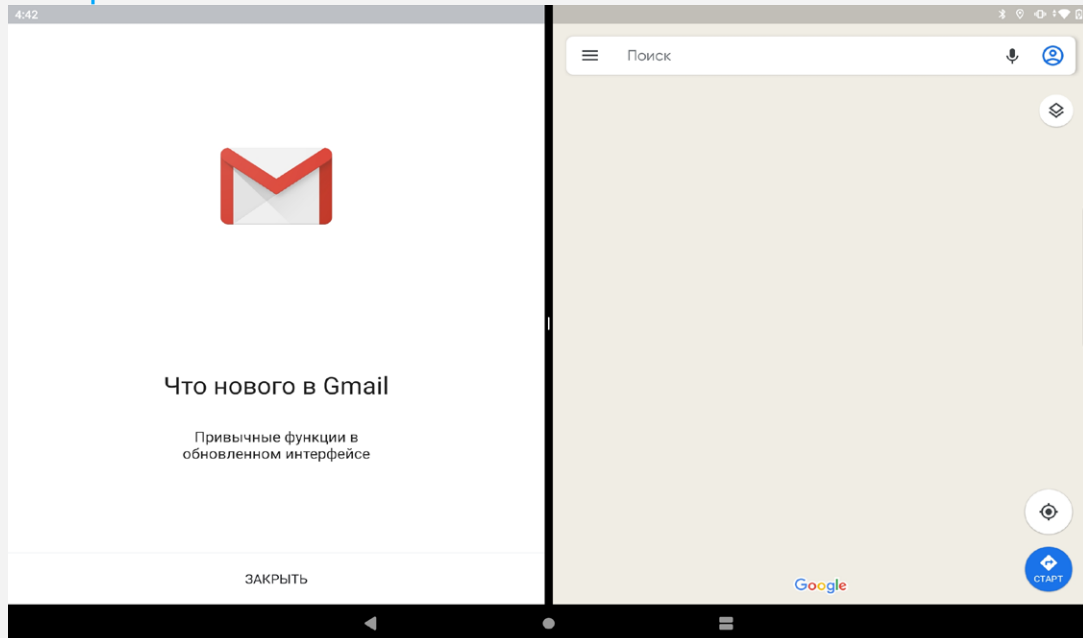 4:42
Поиск
Что нового в Gmail
Привычные функции в
обновленном интерфейсе
ЗАКРЫТЬ
Google
СТАРТ